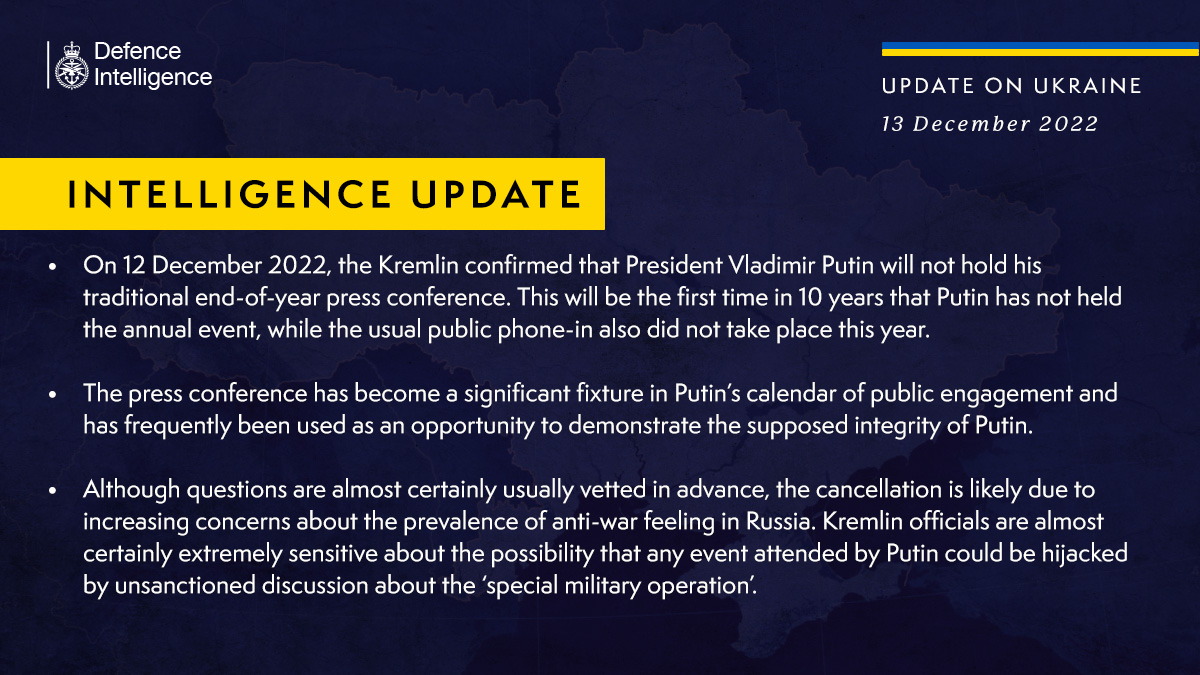 Defence
Intelligence
UPDATE ON UKRAINE
13 December 2022
INTELLIGENCE UPDATE
• On 12 December 2022, the Kremlin confirmed that President Vladimir Putin will not hold his
traditional end-of-year press conference. This will be the first time in 10 years that Putin has not held
the annual event, while the usual public phone-in also did not take place this year.
• The press conference has become a significant fixture in Putin’s calendar of public engagement and
has frequently been used as an opportunity to demonstrate the supposed integrity of Putin.
• Although questions are almost certainly usually vetted in advance, the cancellation is likely due to
increasing concerns about the prevalence of anti-war feeling in Russia. Kremlin officials are almost
certainly extremely sensitive about the possibility that any event attended by Putin could be hijacked
by unsanctioned discussion about the ‘special military operation’.